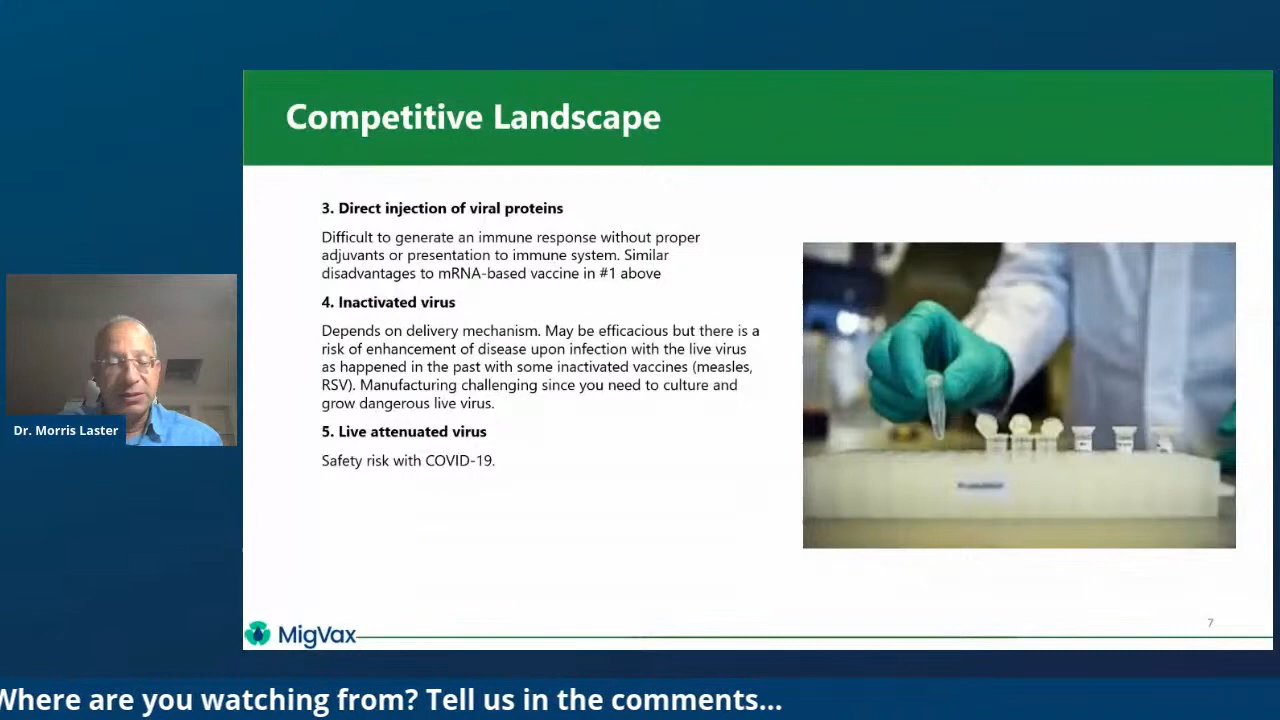 Competitive Landscape
3. Direct injection of viral proteins
Difficult to generate an immune response without proper
adjuvants or presentation to immune system. Similar
disadvantages to mRNA-based vaccine in #1 above
4. Inactivated virus
Depends on delivery mechanism. May be efficacious but there is a
risk of enhancement of disease upon infection with the live virus
as happened in the past with some inactivated vaccines (measles,
RSV). Manufacturing challenging since you need to culture and
grow dangerous live virus.
5. Live attenuated virus
Safety risk with COVID-19.
Dr. Morris Laster
7
MigVax
Where are you watching from? Tell us in the comments...